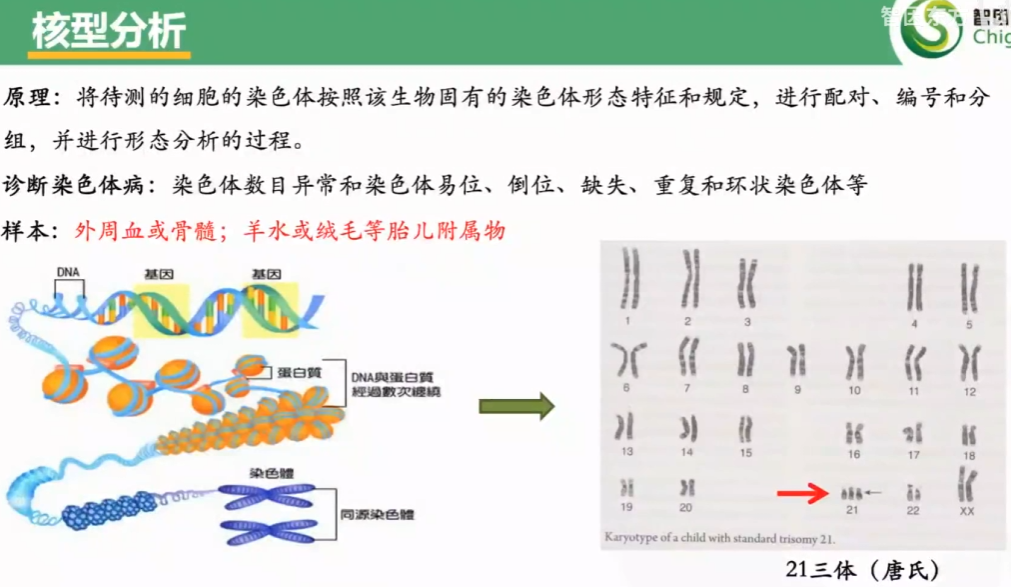 核型分析
智因东方
智因
Chig
原理：将待测的细胞的染色体按照该生物固有的染色体形态特征和规定，进行配对、编号和分
组，并进行形态分析的过程。
诊断染色体病：染色体数目异常和染色体易位、倒位、缺失、重复和环状染色体等
样本：外周血或骨髓；羊水或绒毛等胎儿附属物
DNA
基因
基因
蛋白質
DNA與蛋白質
經過數次纏繞
染色體
同源染色體
1 2 3 4 5
6 7 8 9 10 11 12
13 14 15 16 17 18
19 20 21 22 XX
Karyotype of a child with standard trisomy 21.
21三体（唐氏）